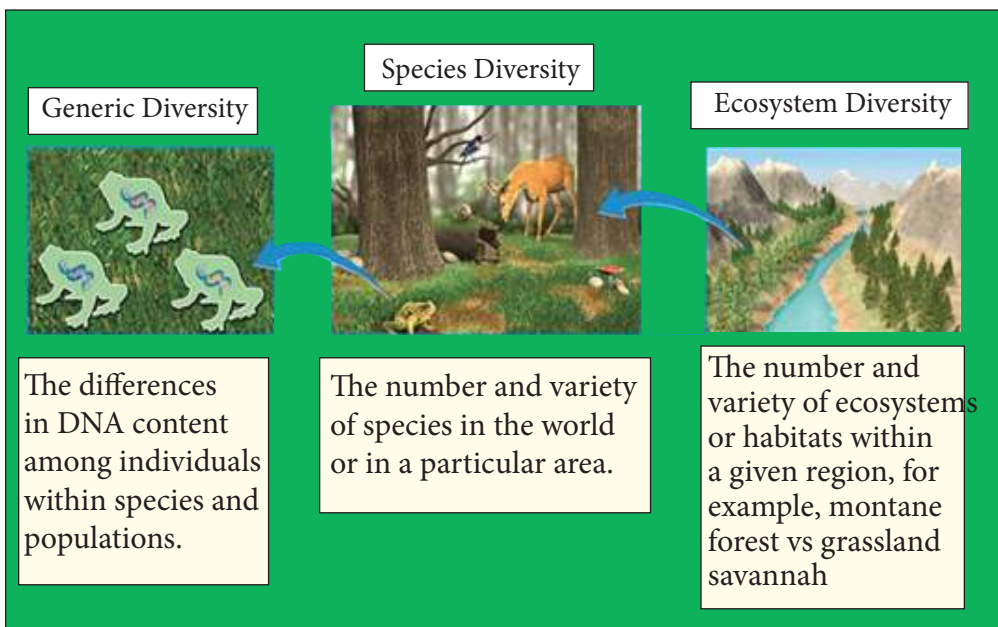 Generic Diversity
The differences
in DNA content
among individuals
within species and
populations.
Species Diversity
The number and variety
of species in the world
or in a particular area.
Ecosystem Diversity
The number and
variety of ecosystems
or habitats within
a given region, for
example, montane
forest vs grassland
savannah